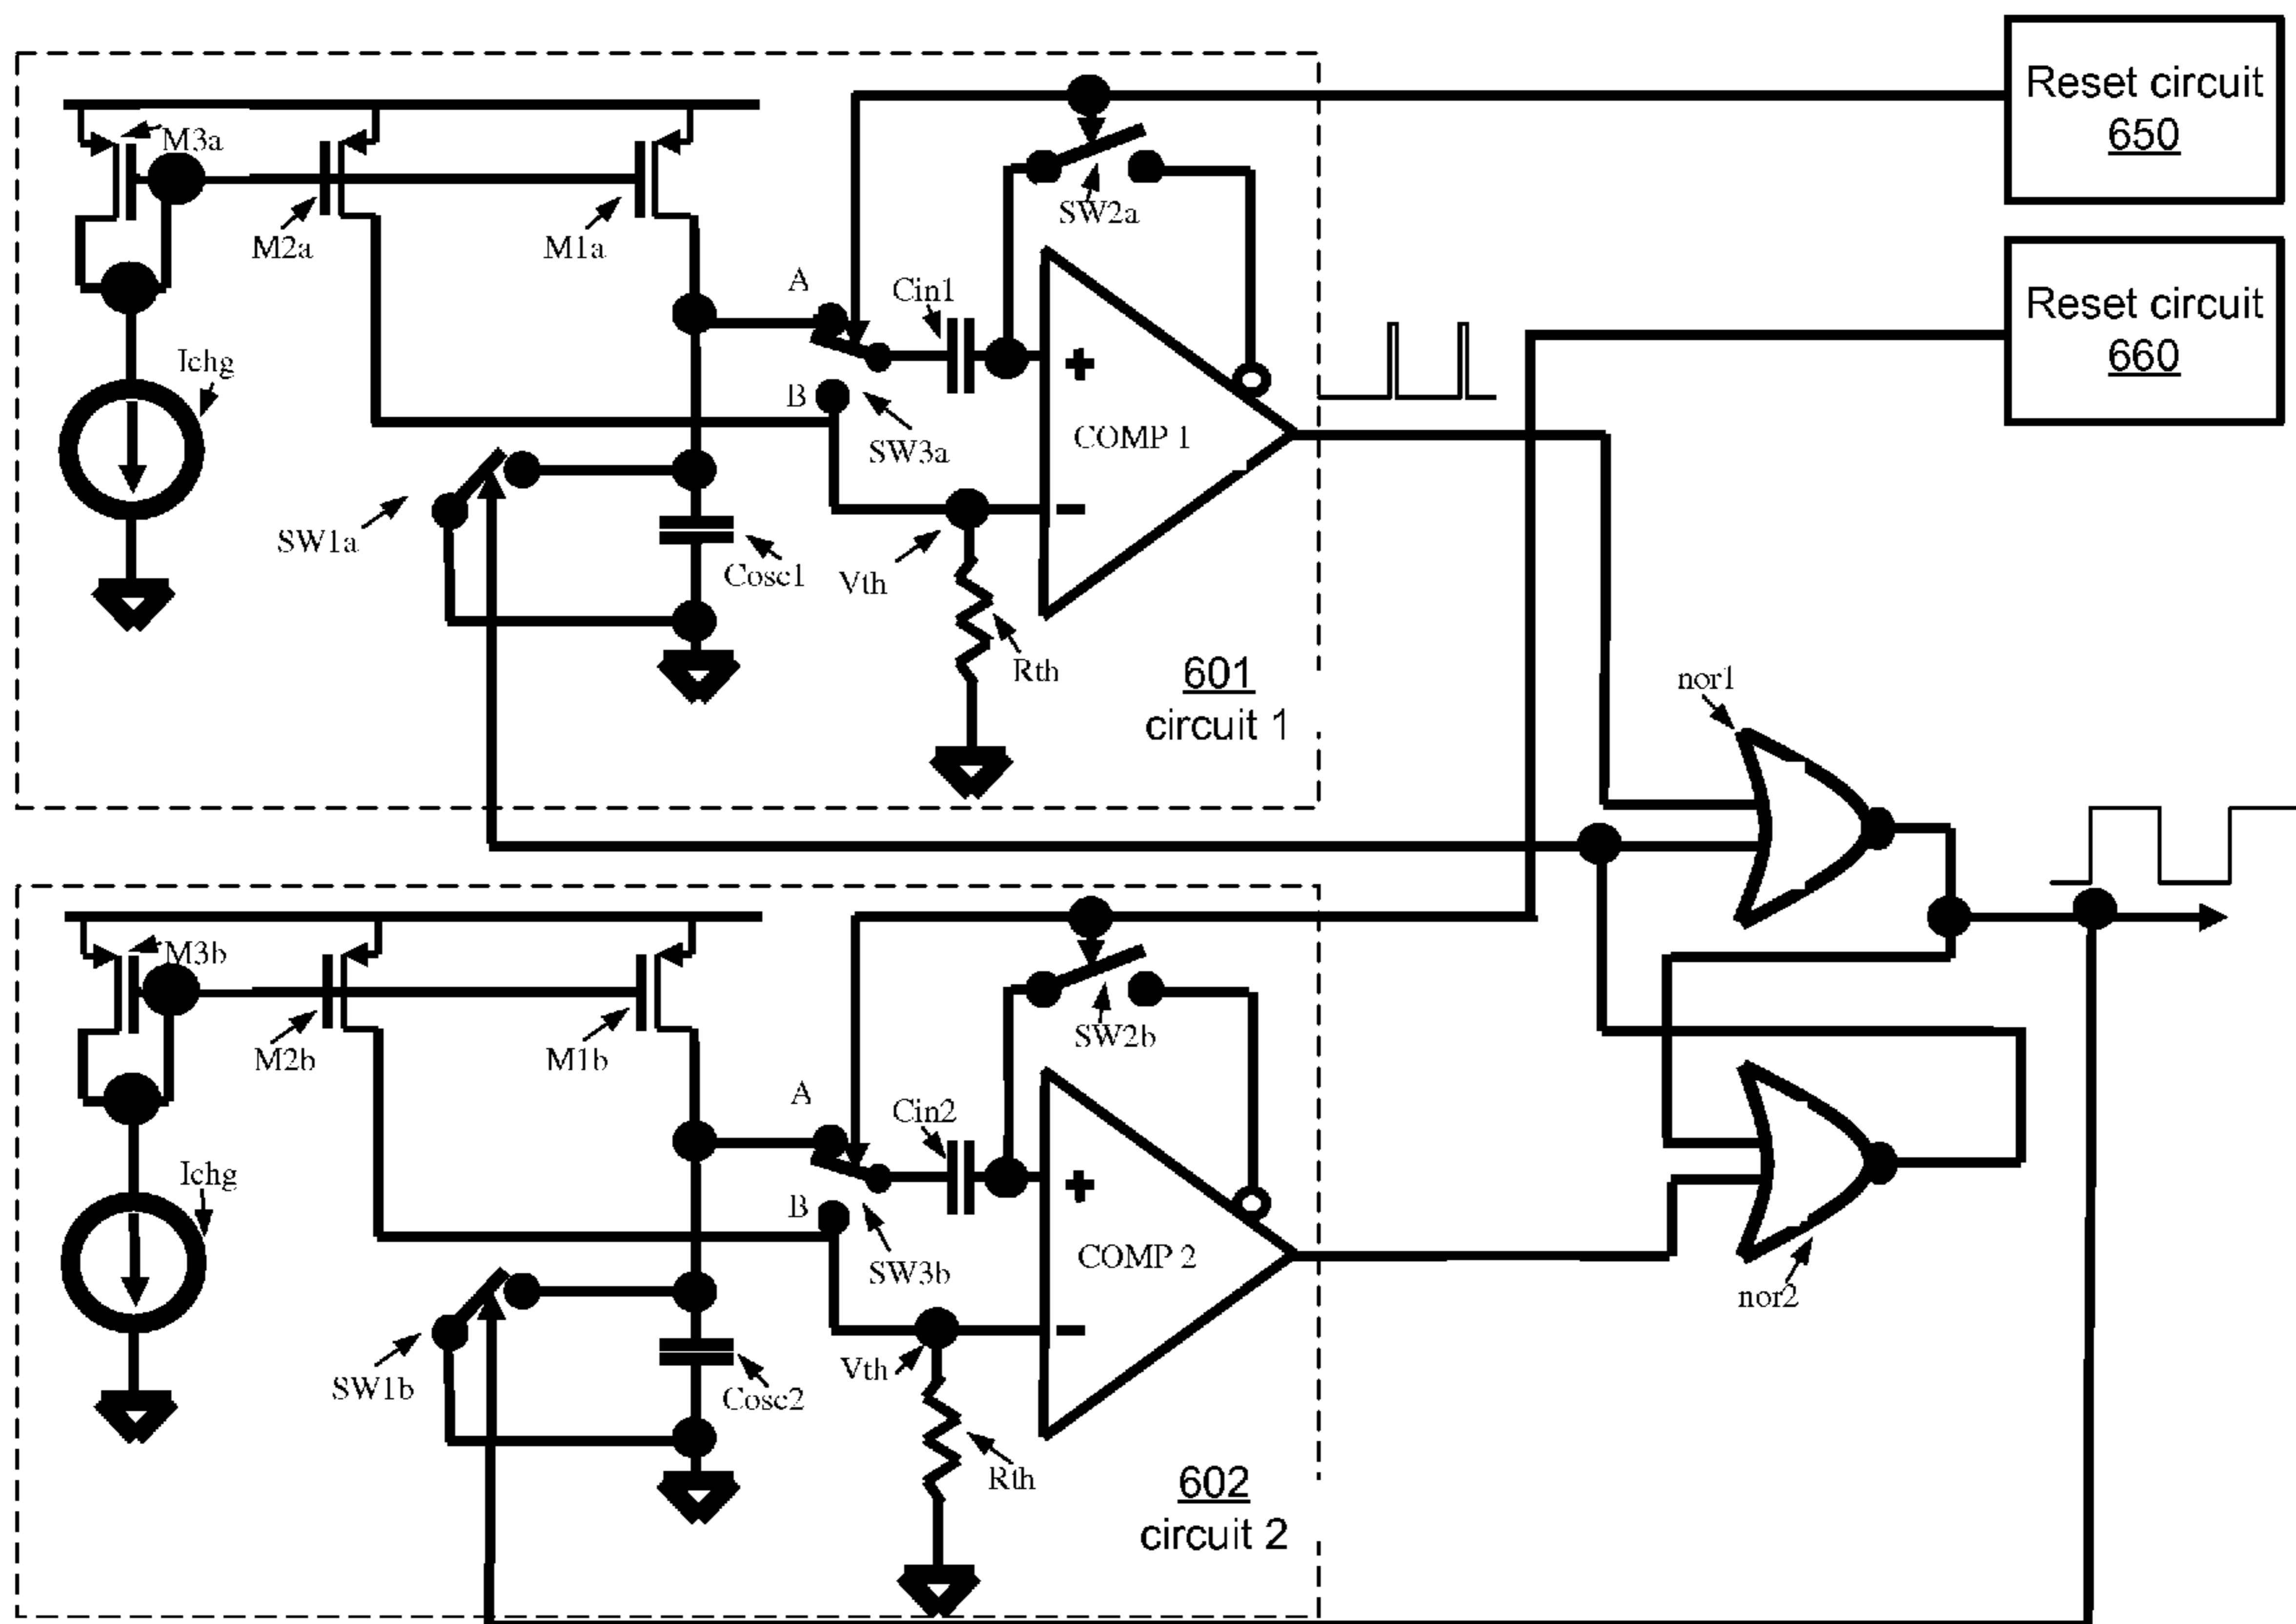 Reset circuit
650
Reset circuit
660
M3a
M2a
M1a
SW2a
A
Cin1
+
Ichg
B
SW3a
COMP 1
SW1a
Cosc1
Vth
-
Rth
601
circuit 1
nor1
M3b
M2b
M1b
SW2b
A
Cin2
+
Ichg
B
SW3b
COMP 2
SW1b
Cosc2
Vth
-
Rth
nor2
602
circuit 2